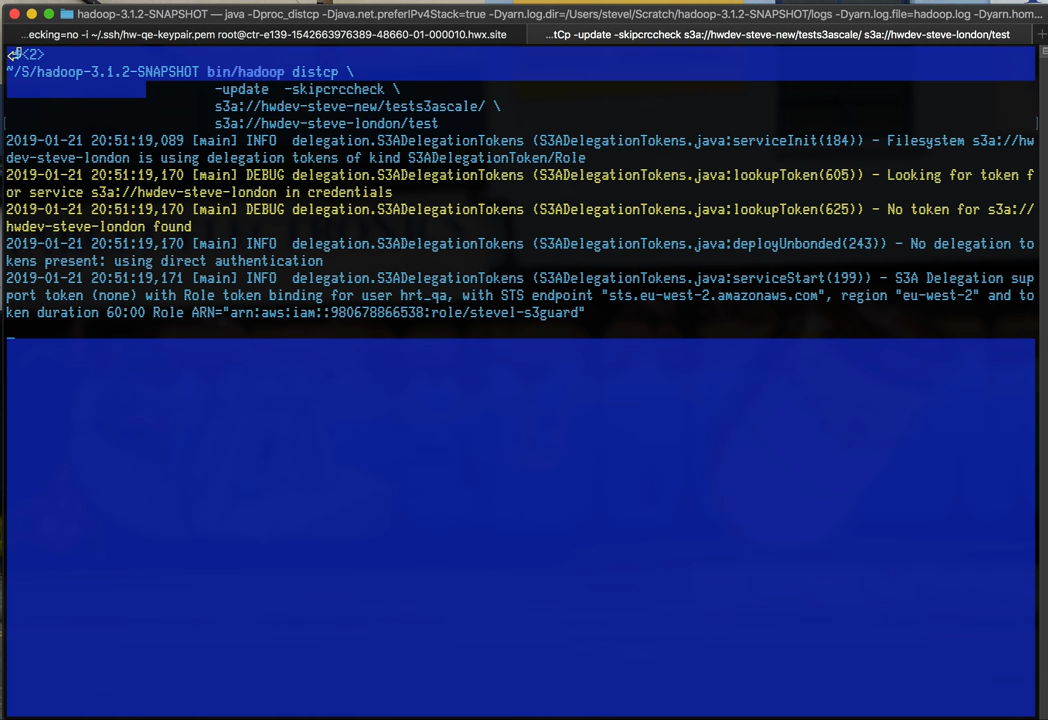 hadoop-3.1.2-SNAPSHOT — java -Dproc_distcp -Djava.net.preferIPv4Stack=true -Dyarn.log.dir=/Users/stevel/Scratch/hadoop-3.1.2-SNAPSHOT/logs -Dyarn.log.file=hadoop.log -Dyarn.hom...
...ecking=no -i ~/.ssh/hw-qe-keypair.pem root@ctr-e139-1542663976389-48660-01-000010.hwx.site
...tCp -update -skipcrccheck s3a://hwdev-steve-new/tests3ascale/ s3a://hwdev-steve-london/test
<2>
~/S/hadoop-3.1.2-SNAPSHOT bin/hadoop distcp \
-update -skipcrccheck \
s3a://hwdev-steve-new/tests3ascale/ \
s3a://hwdev-steve-london/test
2019-01-21 20:51:19,089 [main] INFO delegation.S3ADelegationTokens (S3ADelegationTokens.java:serviceInit(184)) - Filesystem s3a://hw
dev-steve-london is using delegation tokens of kind S3ADelegationToken/Role
2019-01-21 20:51:19,170 [main] DEBUG delegation.S3ADelegationTokens (S3ADelegationTokens.java:lookupToken(605)) - Looking for token f
or service s3a://hwdev-steve-london in credentials
2019-01-21 20:51:19,170 [main] DEBUG delegation.S3ADelegationTokens (S3ADelegationTokens.java:lookupToken(625)) - No token for s3a://
hwdev-steve-london found
2019-01-21 20:51:19,170 [main] INFO delegation.S3ADelegationTokens (S3ADelegationTokens.java:deployUnbonded(243)) - No delegation to
kens present: using direct authentication
2019-01-21 20:51:19,171 [main] INFO delegation.S3ADelegationTokens (S3ADelegationTokens.java:serviceStart(199)) - S3A Delegation sup
port token (none) with Role token binding for user hrt_qa, with STS endpoint "sts.eu-west-2.amazonaws.com", region "eu-west-2" and to
ken duration 60:00 Role ARN="arn:aws:iam::980678866538:role/stevel-s3guard"